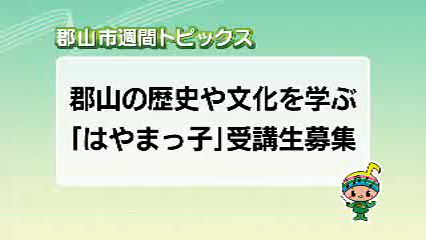 郡山市週間トピックス
郡山の歴史や文化を学ぶ
「はやまっ子」受講生募集